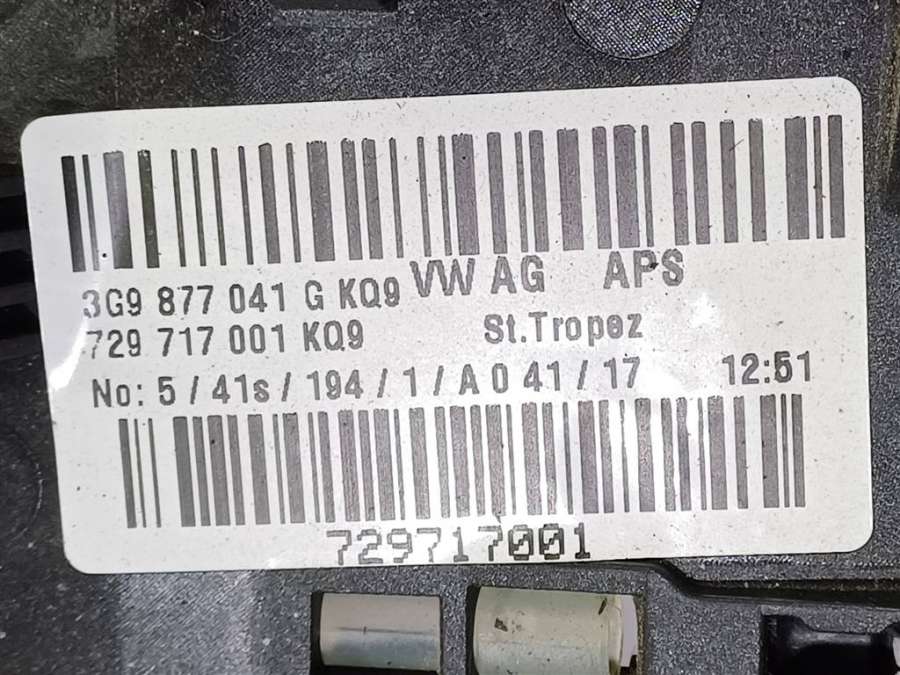 3G9 877 041 G KQ9 VW AG APS
729 717 001 KQ9 St.Tropez
No: 5 / 41s / 194 / 1 / A 0 41 / 17 12:51
729717001